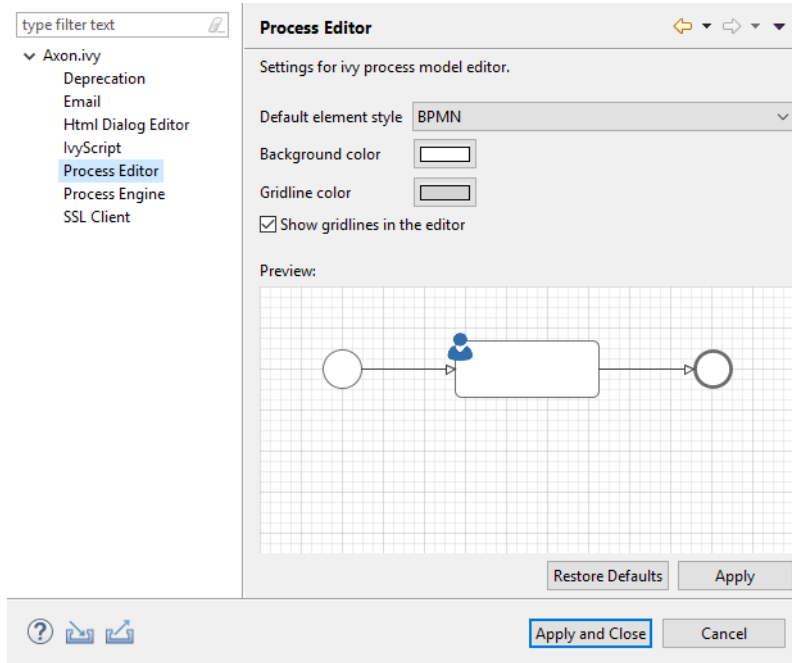 type filter text
Axon.ivy
Deprecation
Email
Html Dialog Editor
IvyScript
Process Editor
Process Engine
SSL Client
Process Editor
Settings for ivy process model editor.
Default element style BPMN
Background color
Gridline color
Show gridlines in the editor
Preview:
Restore Defaults Apply
? Apply and Close Cancel